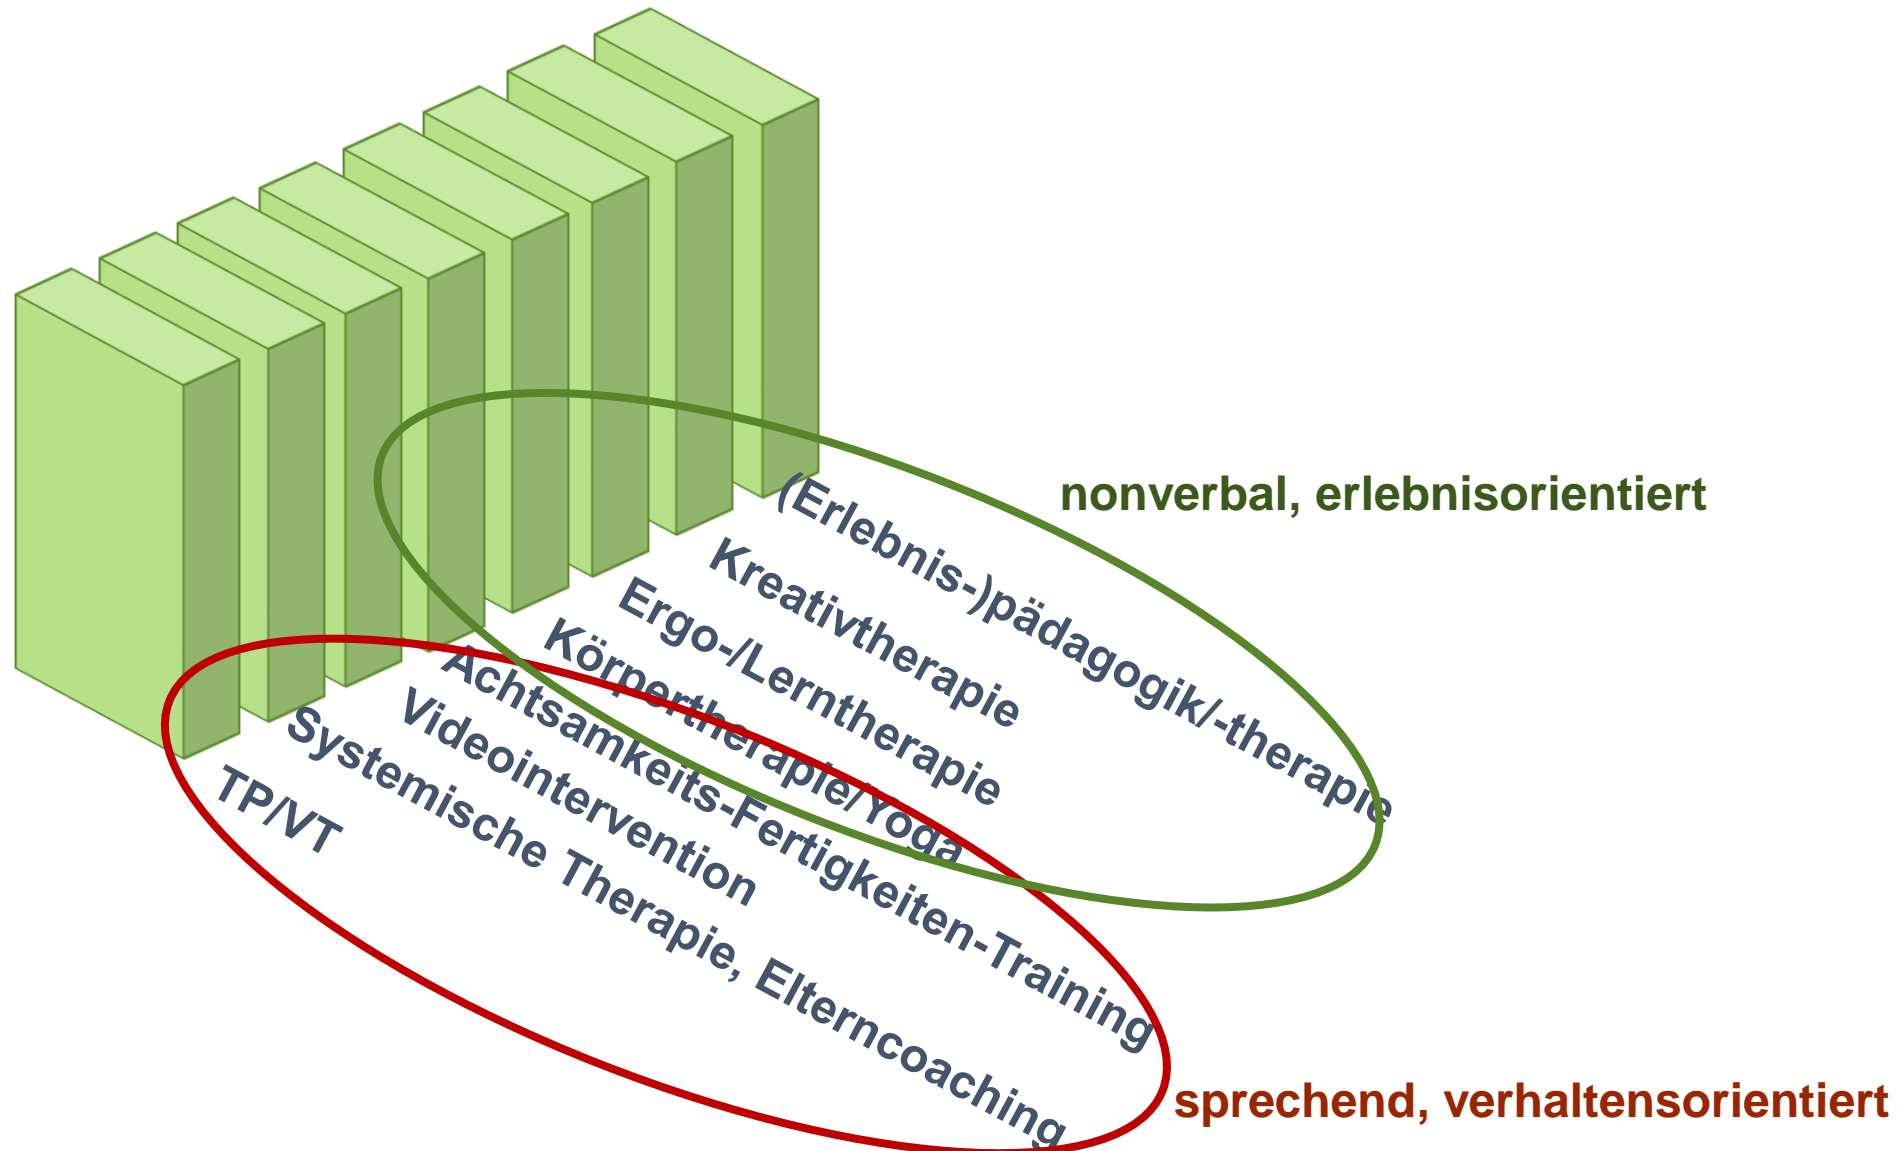 (Erlebnis-)pädagogik/-therapie
nonverbal, erlebnisorientiert
Kreativtherapie
Ergo-/Lerntherapie
Körpertherapie/Yoga
Achtsamkeits-Fertigkeiten-Training
Videointervention
Systemische Therapie, Elterncoaching
TP/VT
sprechend, verhaltensorientiert